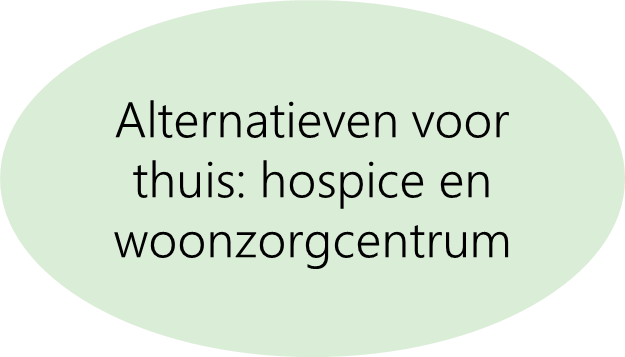 Alternatieven voor
thuis: hospice en
woonzorgcentrum